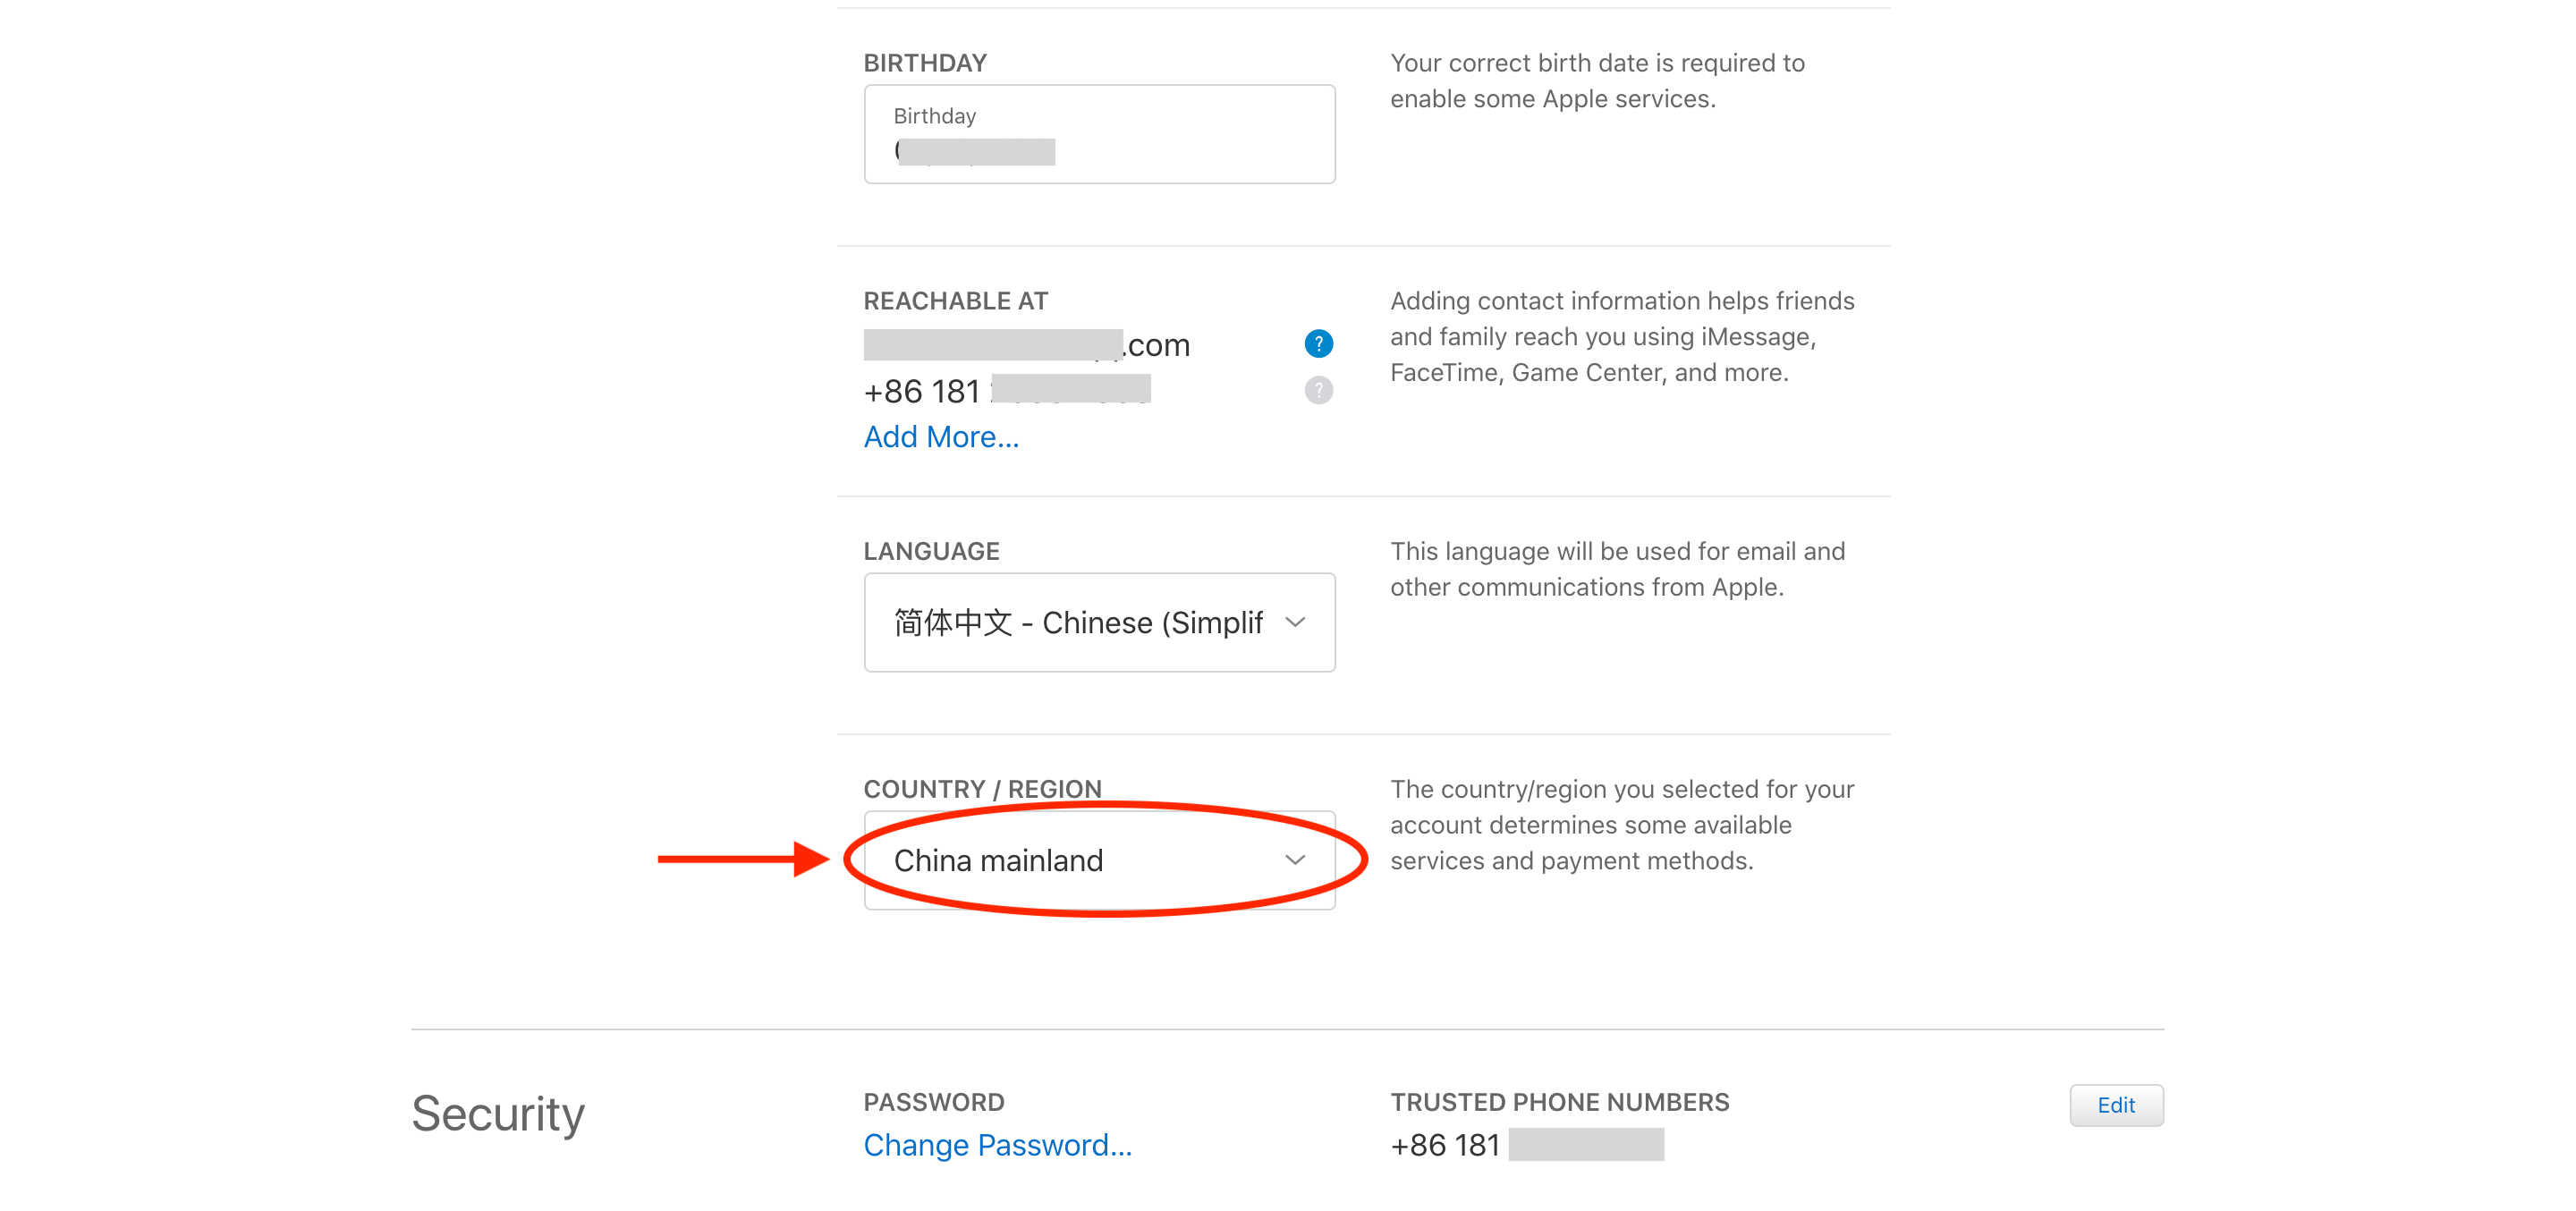 BIRTHDAY
Birthday
Your correct birth date is required to
enable some Apple services.
REACHABLE AT
.com
+86 181
Add More...
Adding contact information helps friends
and family reach you using iMessage,
FaceTime, Game Center, and more.
LANGUAGE
简体中文 - Chinese (Simplif
This language will be used for email and
other communications from Apple.
COUNTRY / REGION
China mainland
The country/region you selected for your
account determines some available
services and payment methods.
Security
PASSWORD
Change Password...
TRUSTED PHONE NUMBERS
+86 181
Edit